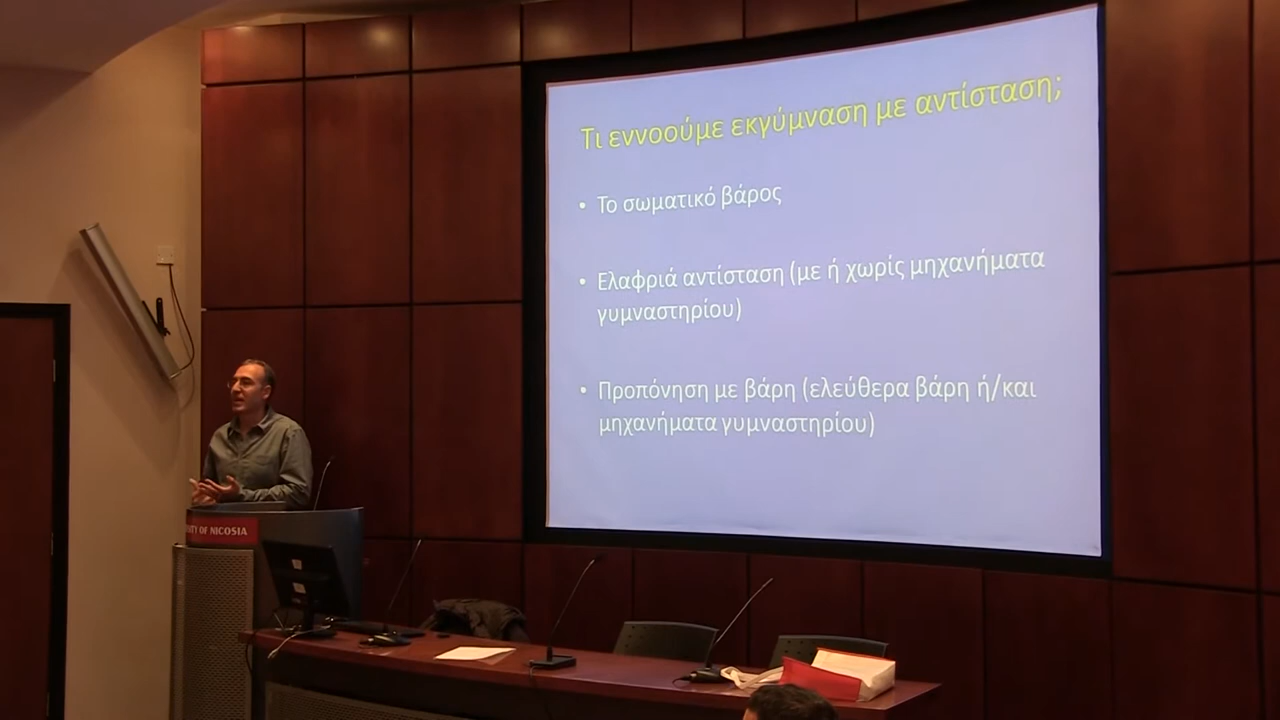 Τι εννοούμε εκγύμναση με αντίσταση;
• Το σωματικό βάρος
• Ελαφριά αντίσταση (με ή χωρίς μηχανήματα
γυμναστηρίου)
• Προπόνηση με βάρη (ελεύθερα βάρη ή/και
μηχανήματα γυμναστηρίου)
OF NICOSIA